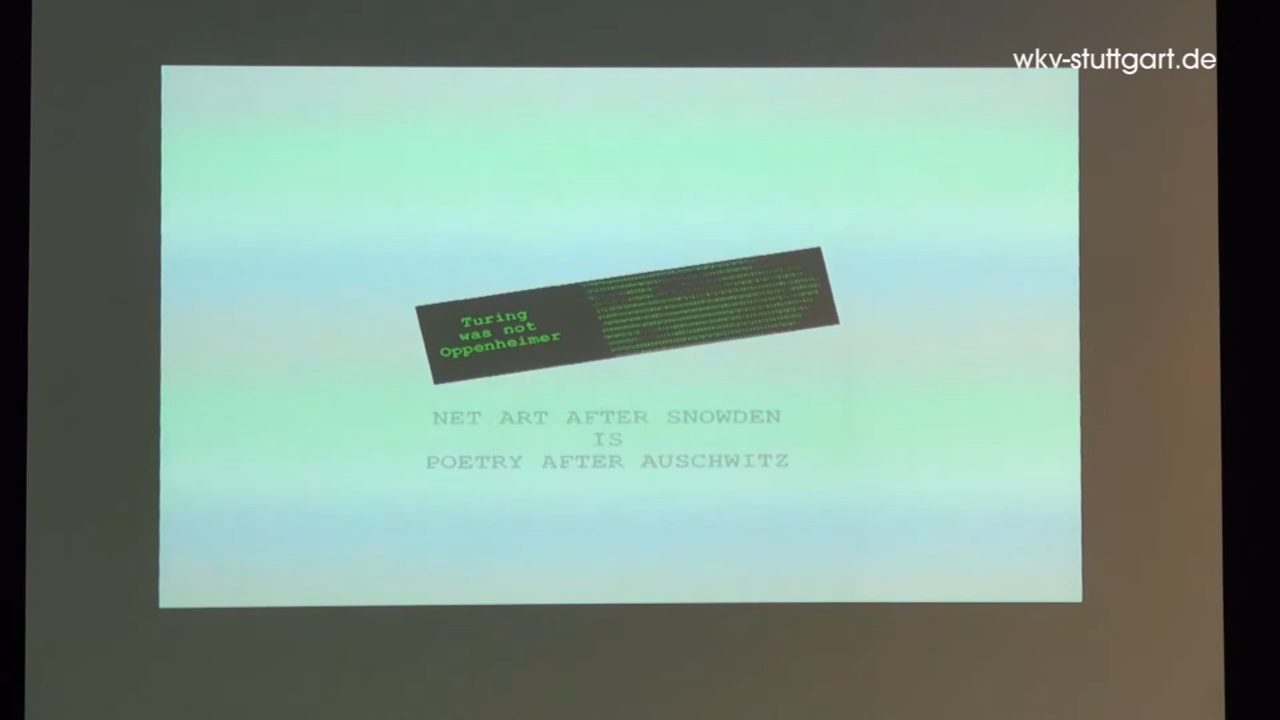 wkv-stuttgart.de
Turing
was not
Oppenheimer
NET ART AFTER SNOWDEN
IS
POETRY AFTER AUSCHWITZ